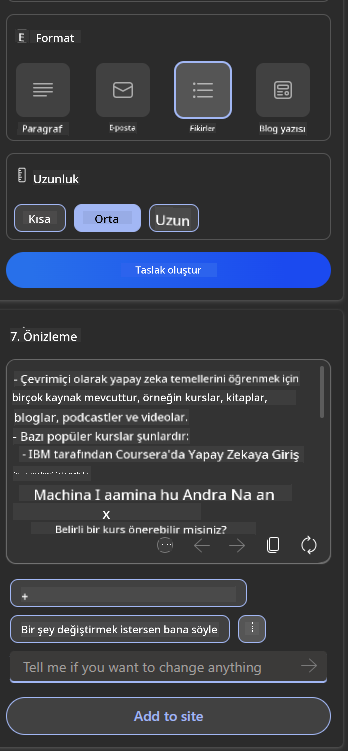 Format
Paragraf
E-posta
Fikirler
Blog yazısı
Uzunluk
Kısa
Orta
Uzun
Taslak oluştur
7. Önizleme
- Çevrimiçi olarak yapay zeka temellerini öğrenmek için
birçok kaynak mevcuttur, örneğin kurslar, kitaplar,
bloglar, podcastler ve videolar.
- Bazı popüler kurslar şunlardır:
- IBM tarafından Coursera'da Yapay Zekaya Giriş
Machina I aamina hu Andra Na an
X
Belirli bir kurs önerebilir misiniz?
+
Bir şey değiştirmek istersen bana söyle
Tell me if you want to change anything
Add to site